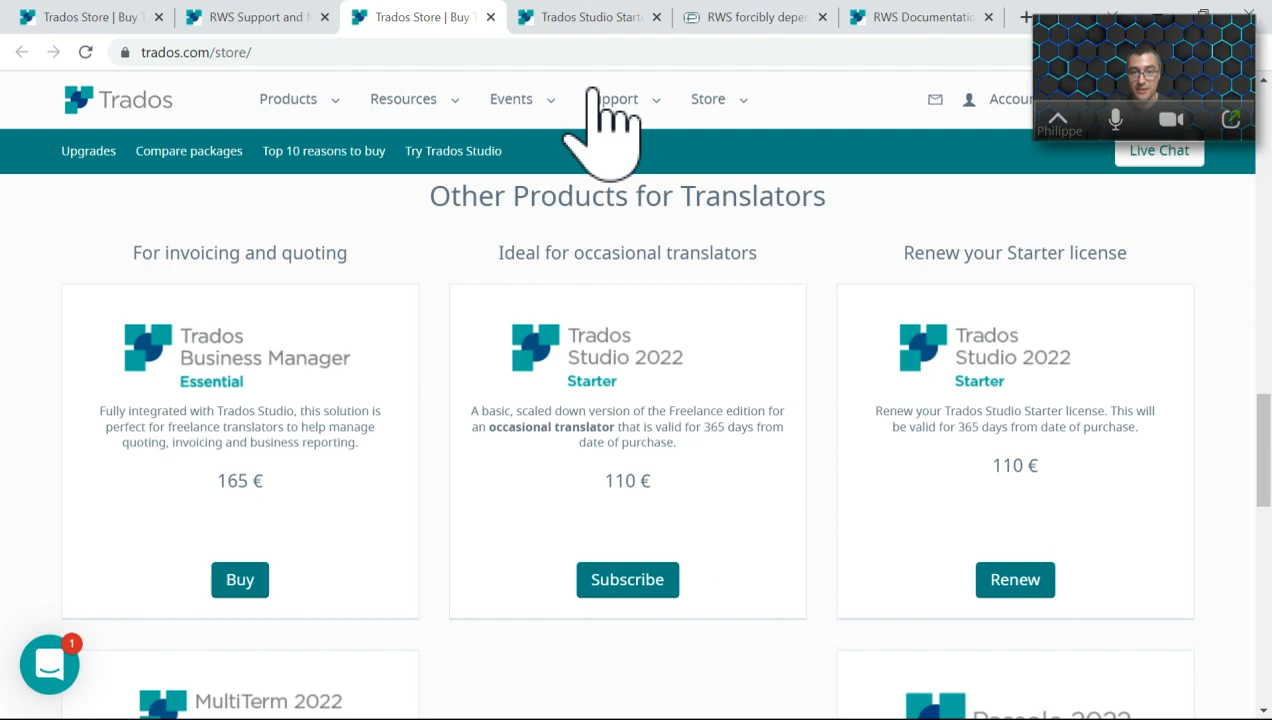 Trados Store | Buy T
RWS Support and M
Trados Store | Buy T
Trados Studio Start
RWS forcibly depe
RWS Documentatio
trados.com/store/
Trados
Products
Resources
Events
Store
Philippe
Upgrades
Compare packages
Top 10 reasons to buy
Try Trados Studio
Live Chat
Other Products for Translators
For invoicing and quoting
Trados
Business Manager
Essential
Fully integrated with Trados Studio, this solution is
perfect for freelance translators to help manage
quoting, invoicing and business reporting.
165 €
Buy
Ideal for occasional translators
Trados
Studio 2022
Starter
A basic, scaled down version of the Freelance edition for
an occasional translator that is valid for 365 days from
date of purchase.
110 €
Subscribe
Renew your Starter license
Trados
Studio 2022
Starter
Renew your Trados Studio Starter license. This will
be valid for 365 days from date of purchase.
110 €
Renew
1
MultiTerm 2022